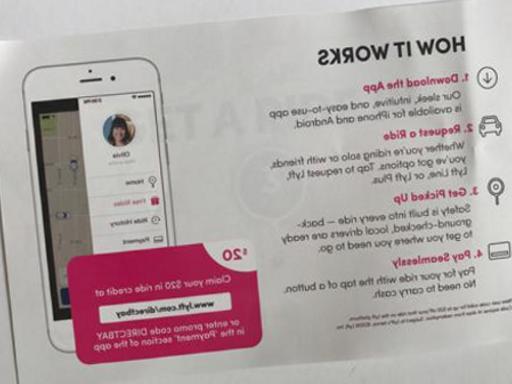 HOW IT WORKS
1. Download the App
Our sleek, intuitive, and easy-to-use app
is available for iPhone and Android.
2. Request a Ride
Whether you're riding solo or with friends,
you've got options. Tap to request Lyft,
Lyft Line, or Lyft Plus.
3. Get Picked Up
Safety is built into every ride — back-
ground-checked, local drivers are ready
to get you where you need to go.
4. Pay Seamlessly
Pay for your ride with the top of a button.
No need to carry cash.
Olivia
Home
Free Rides
Ride History
Payment
$20
Claim your $20 in ride credit at
www.lyft.com/directbay
or enter promo code DIRECTBAY
in the 'Payment' section of the app